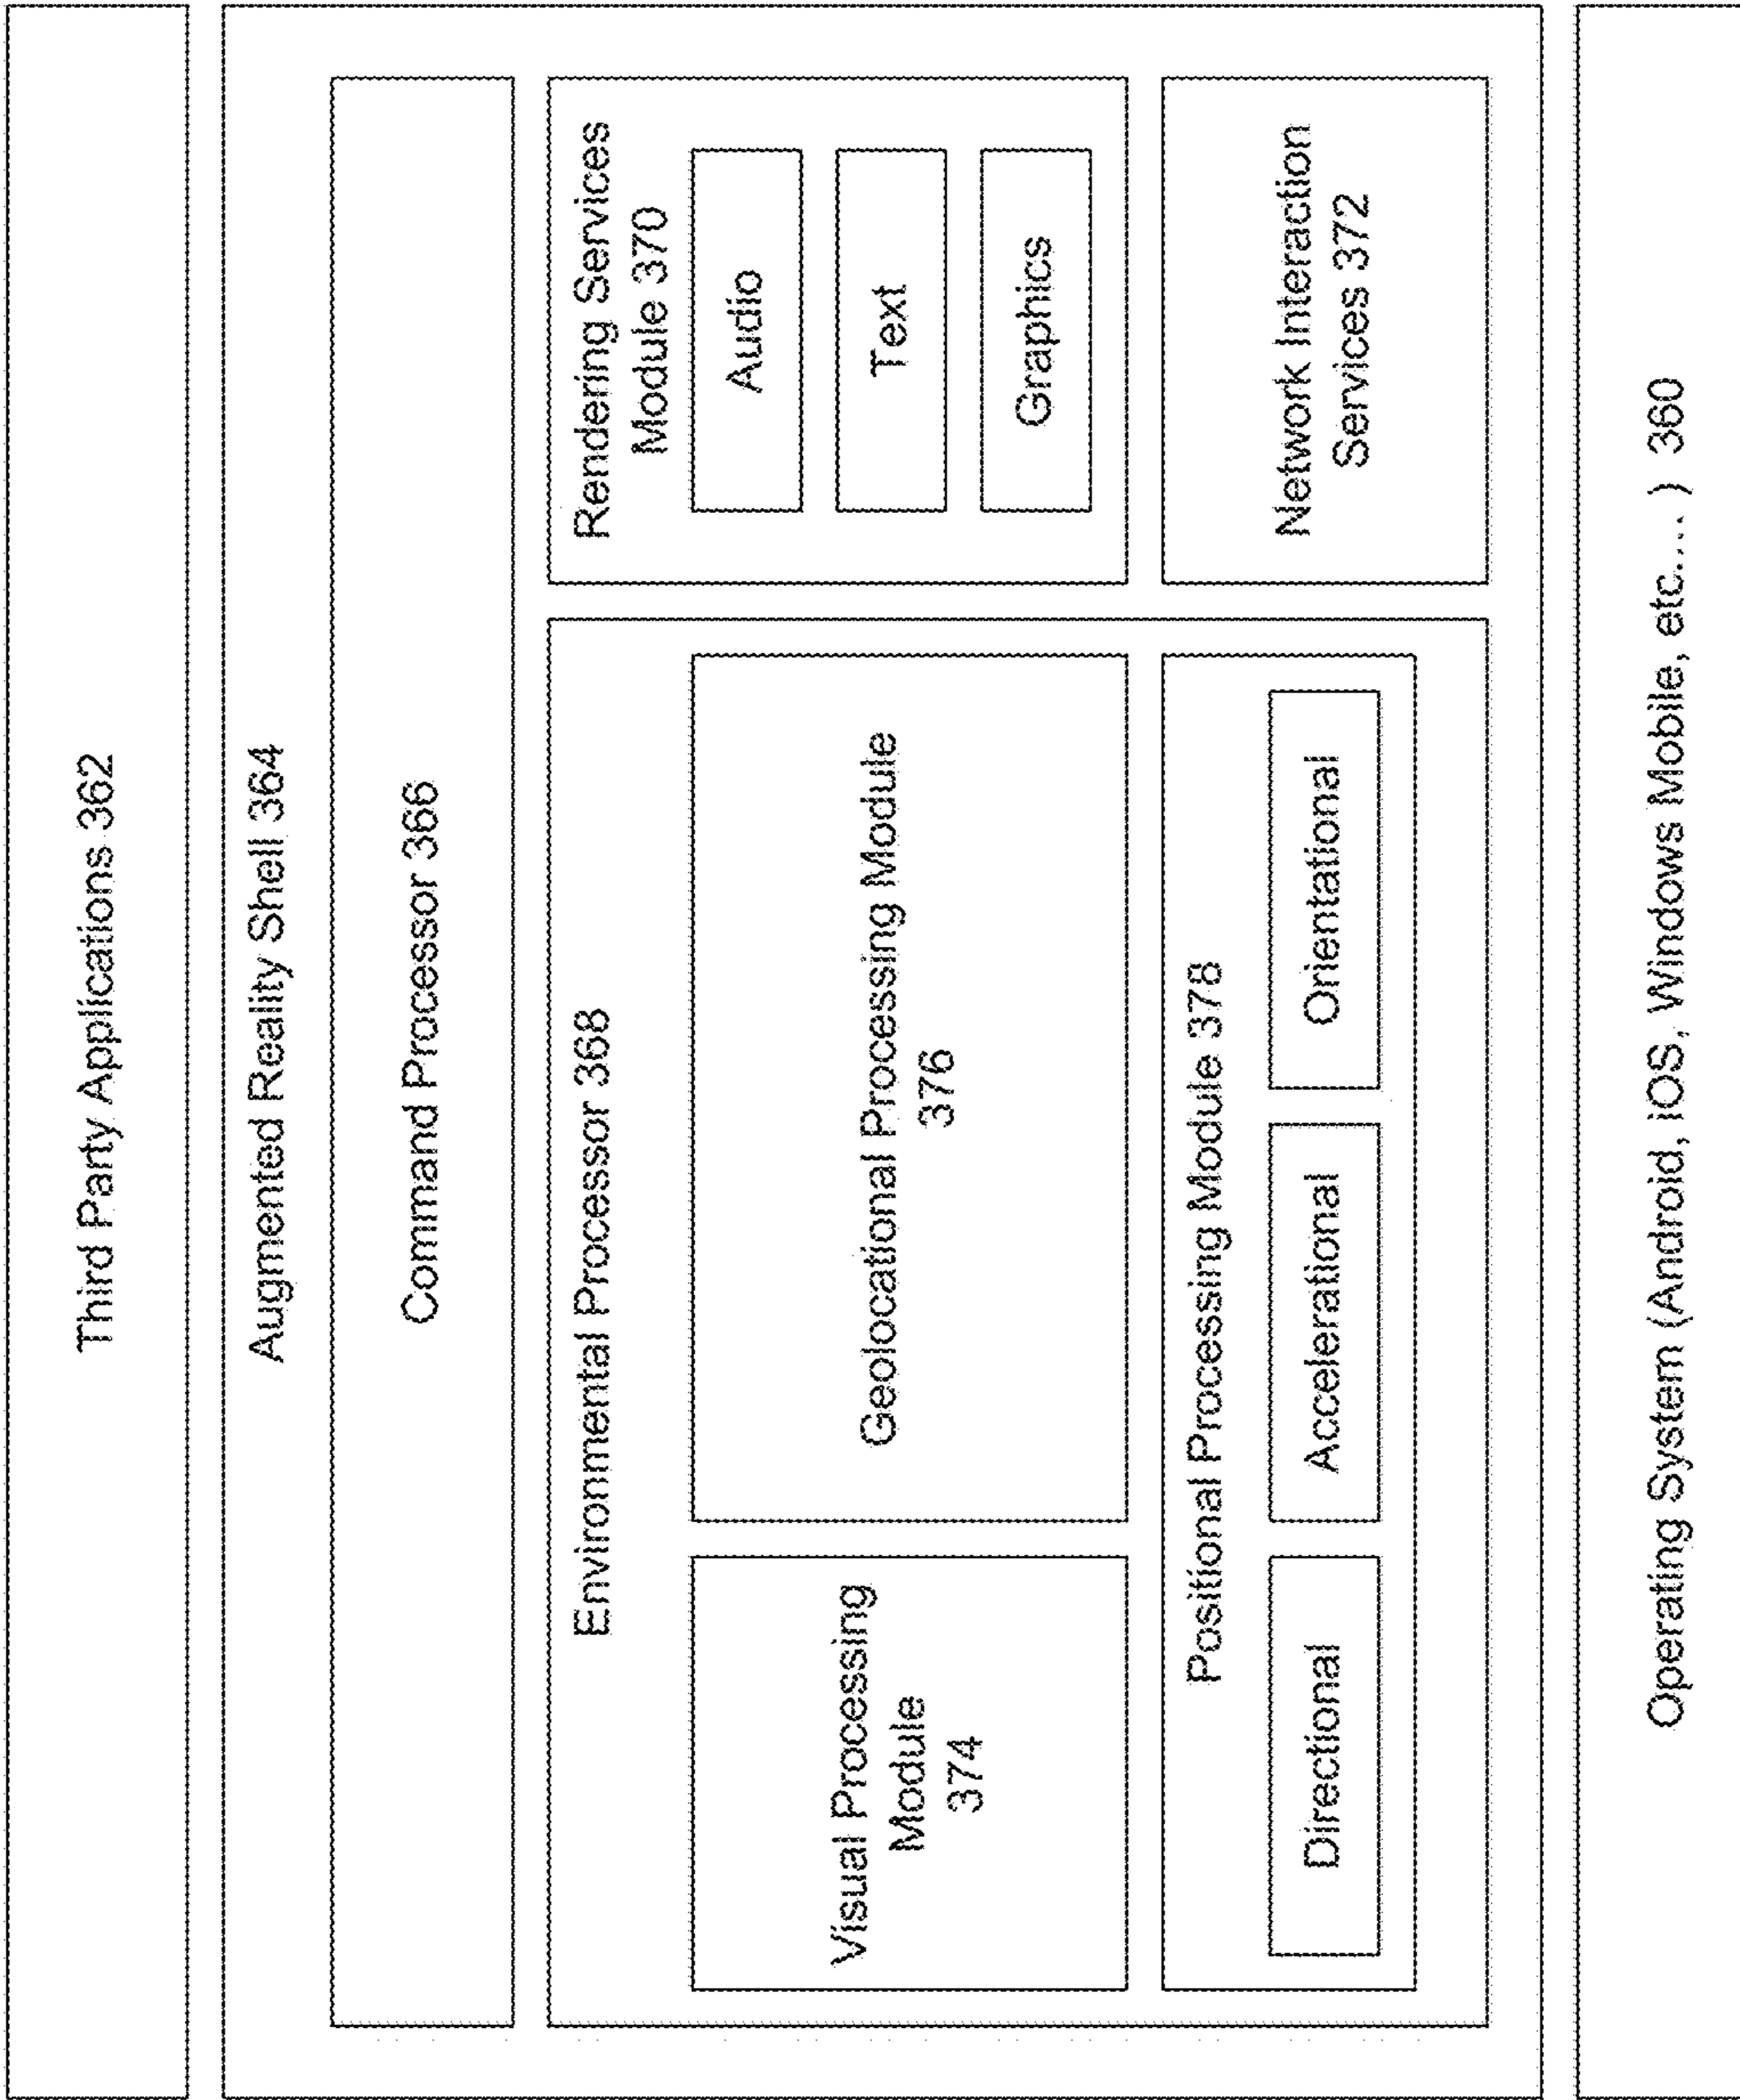 Third Party Applications 362
Augmented Reality Shell 364
Command Processor 366
Environmental Processor 368
Visual Processing
Module
374
Geolocational Processing Module
376
Positional Processing Module 378
Directional
Accelerational
Orientational
Rendering Services
Module 370
Audio
Text
Graphics
Network Interaction
Services 372
Operating System (Android, iOS, Windows Mobile, etc.... ) 360